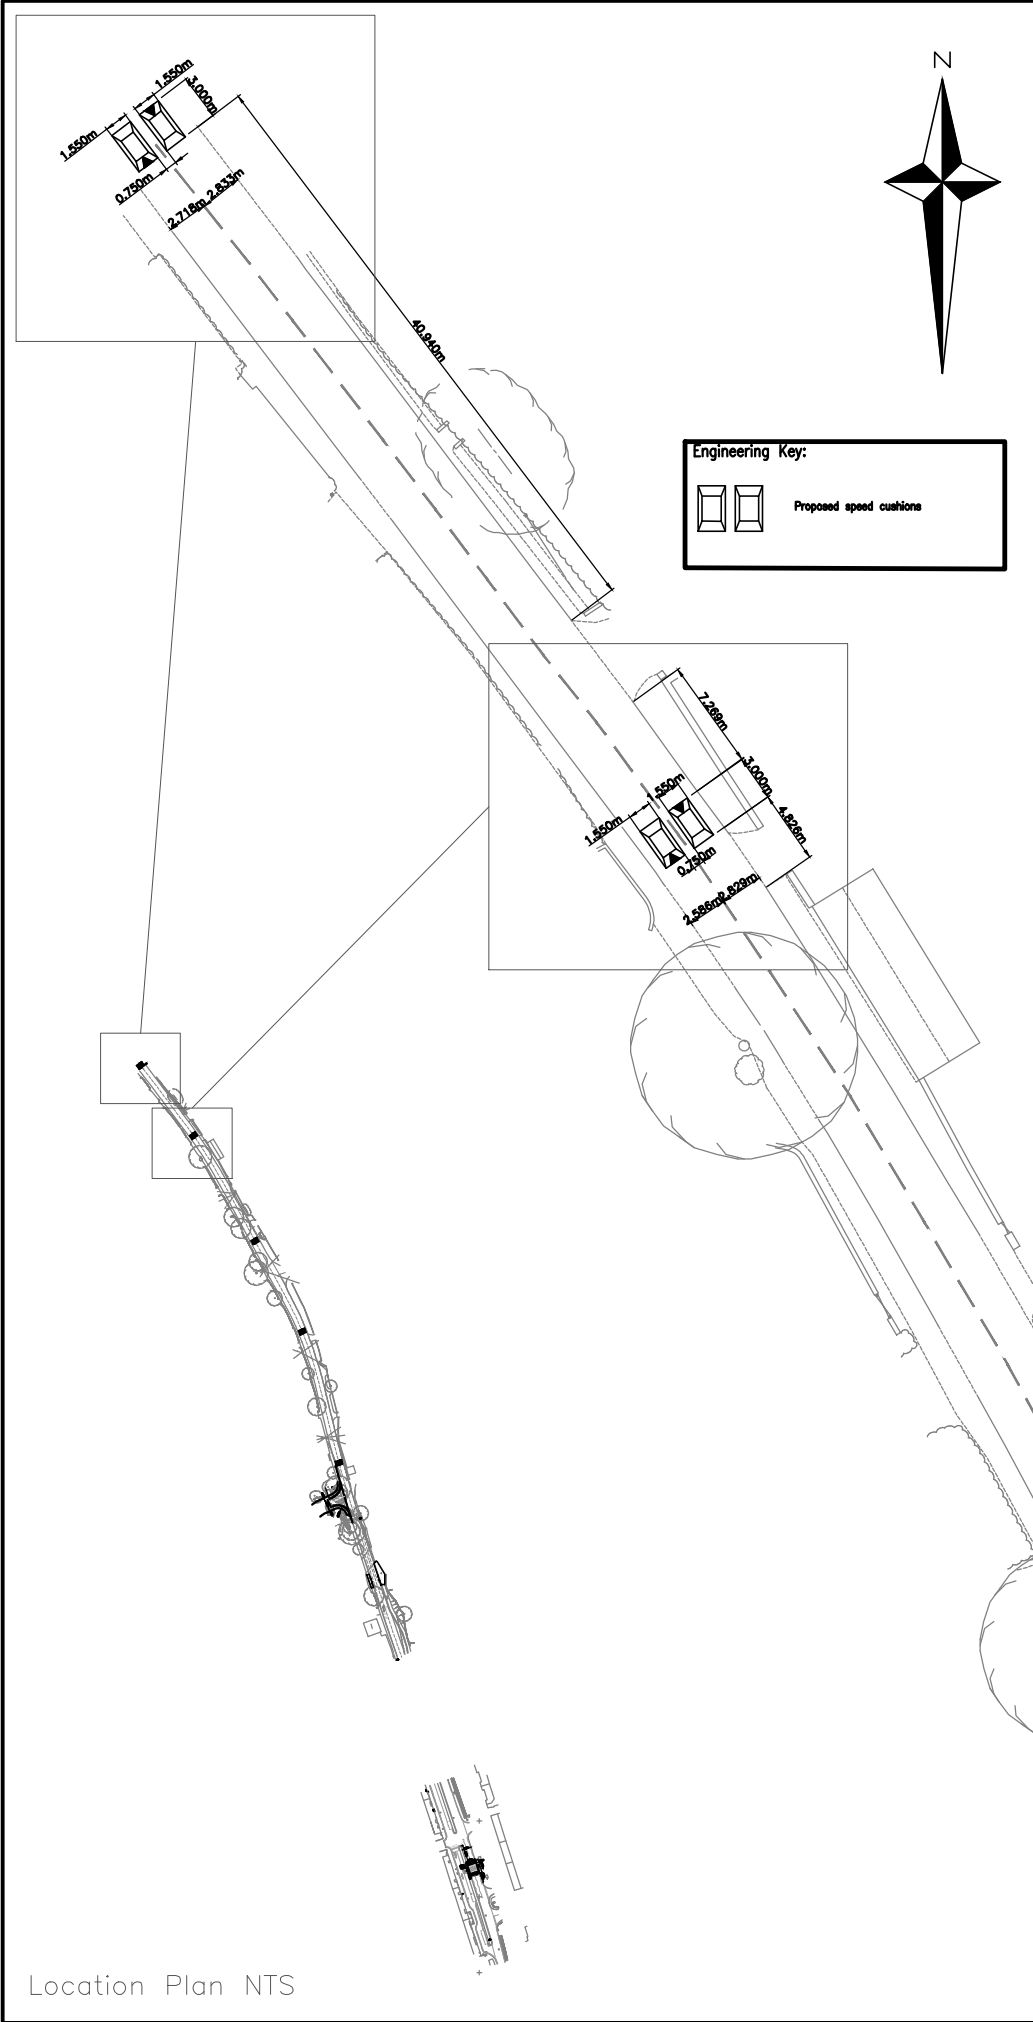 N
1.550m
3.000m
1.550m
0.750m
2.718m 2.833m
40.940m
Engineering Key:
Proposed speed cushions
7.269m
1.550m
3.000m
1.550m
4.826m
0.750m
2.586m 2.829m
Location Plan NTS